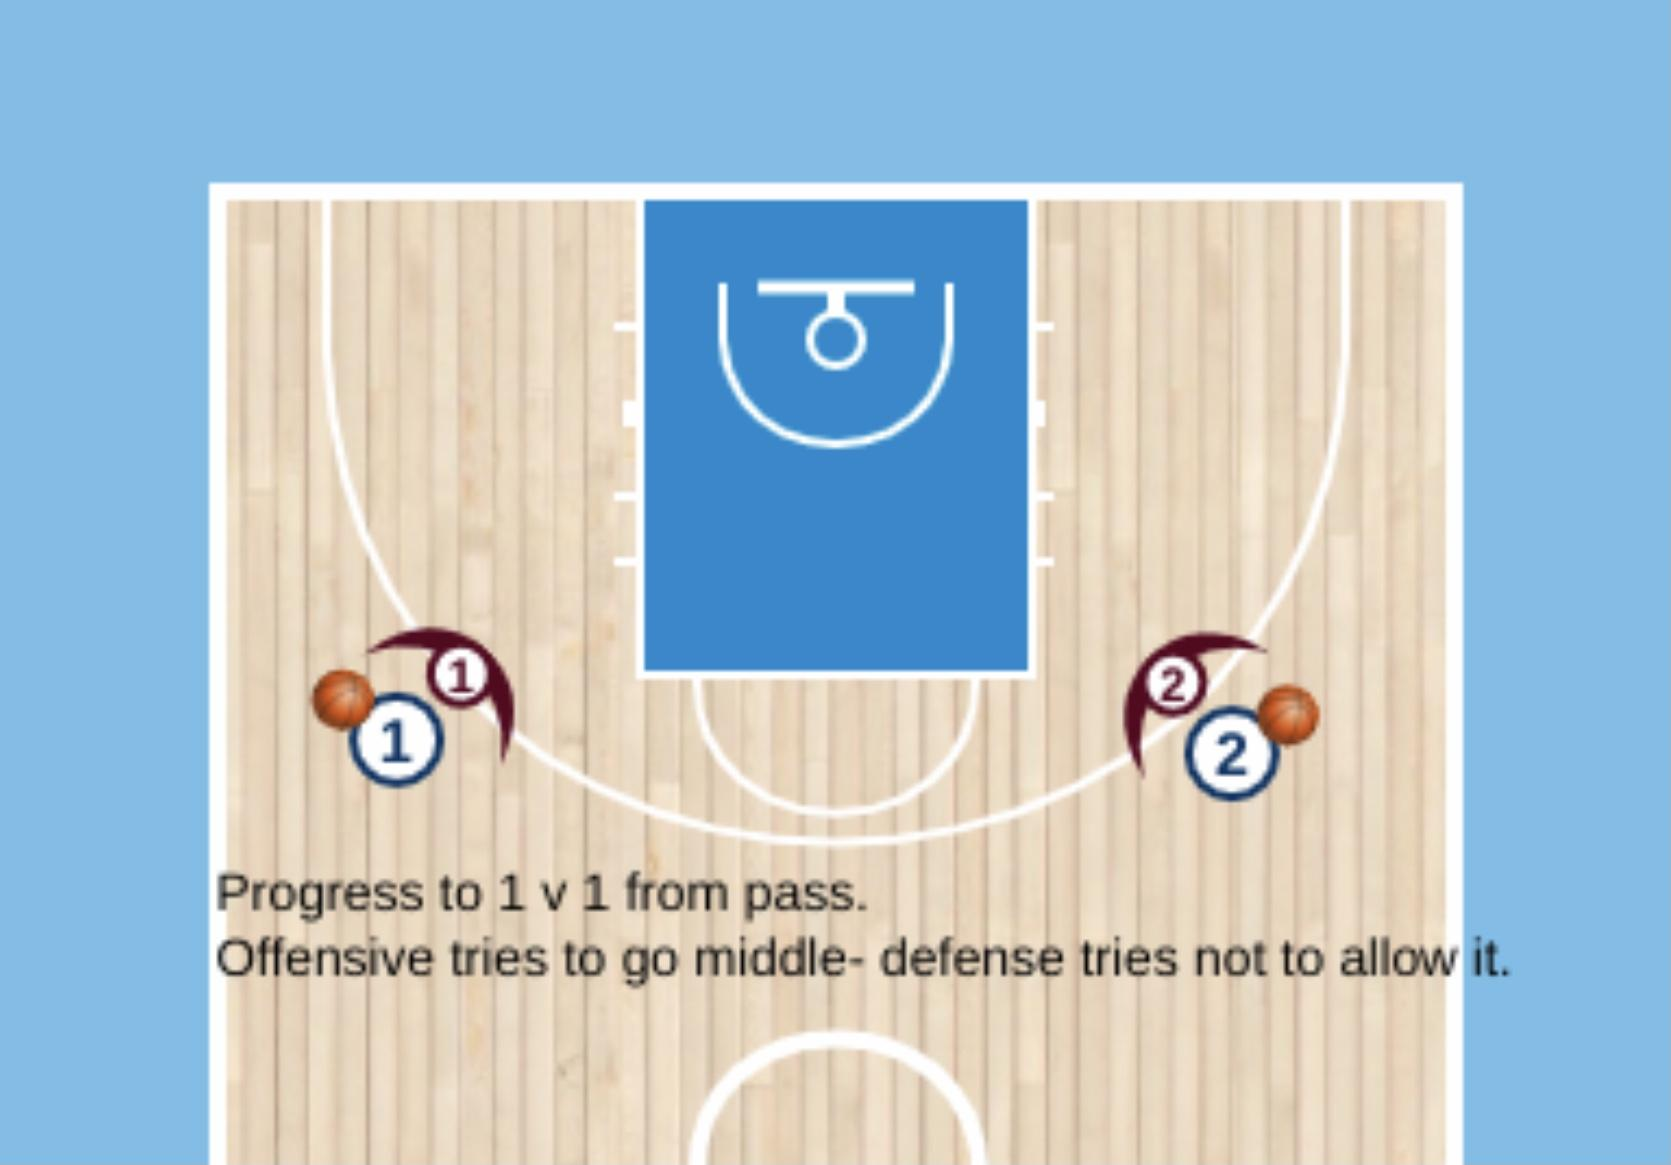 1 1 2 2
Progress to 1 v 1 from pass.
Offensive tries to go middle- defense tries not to allow it.